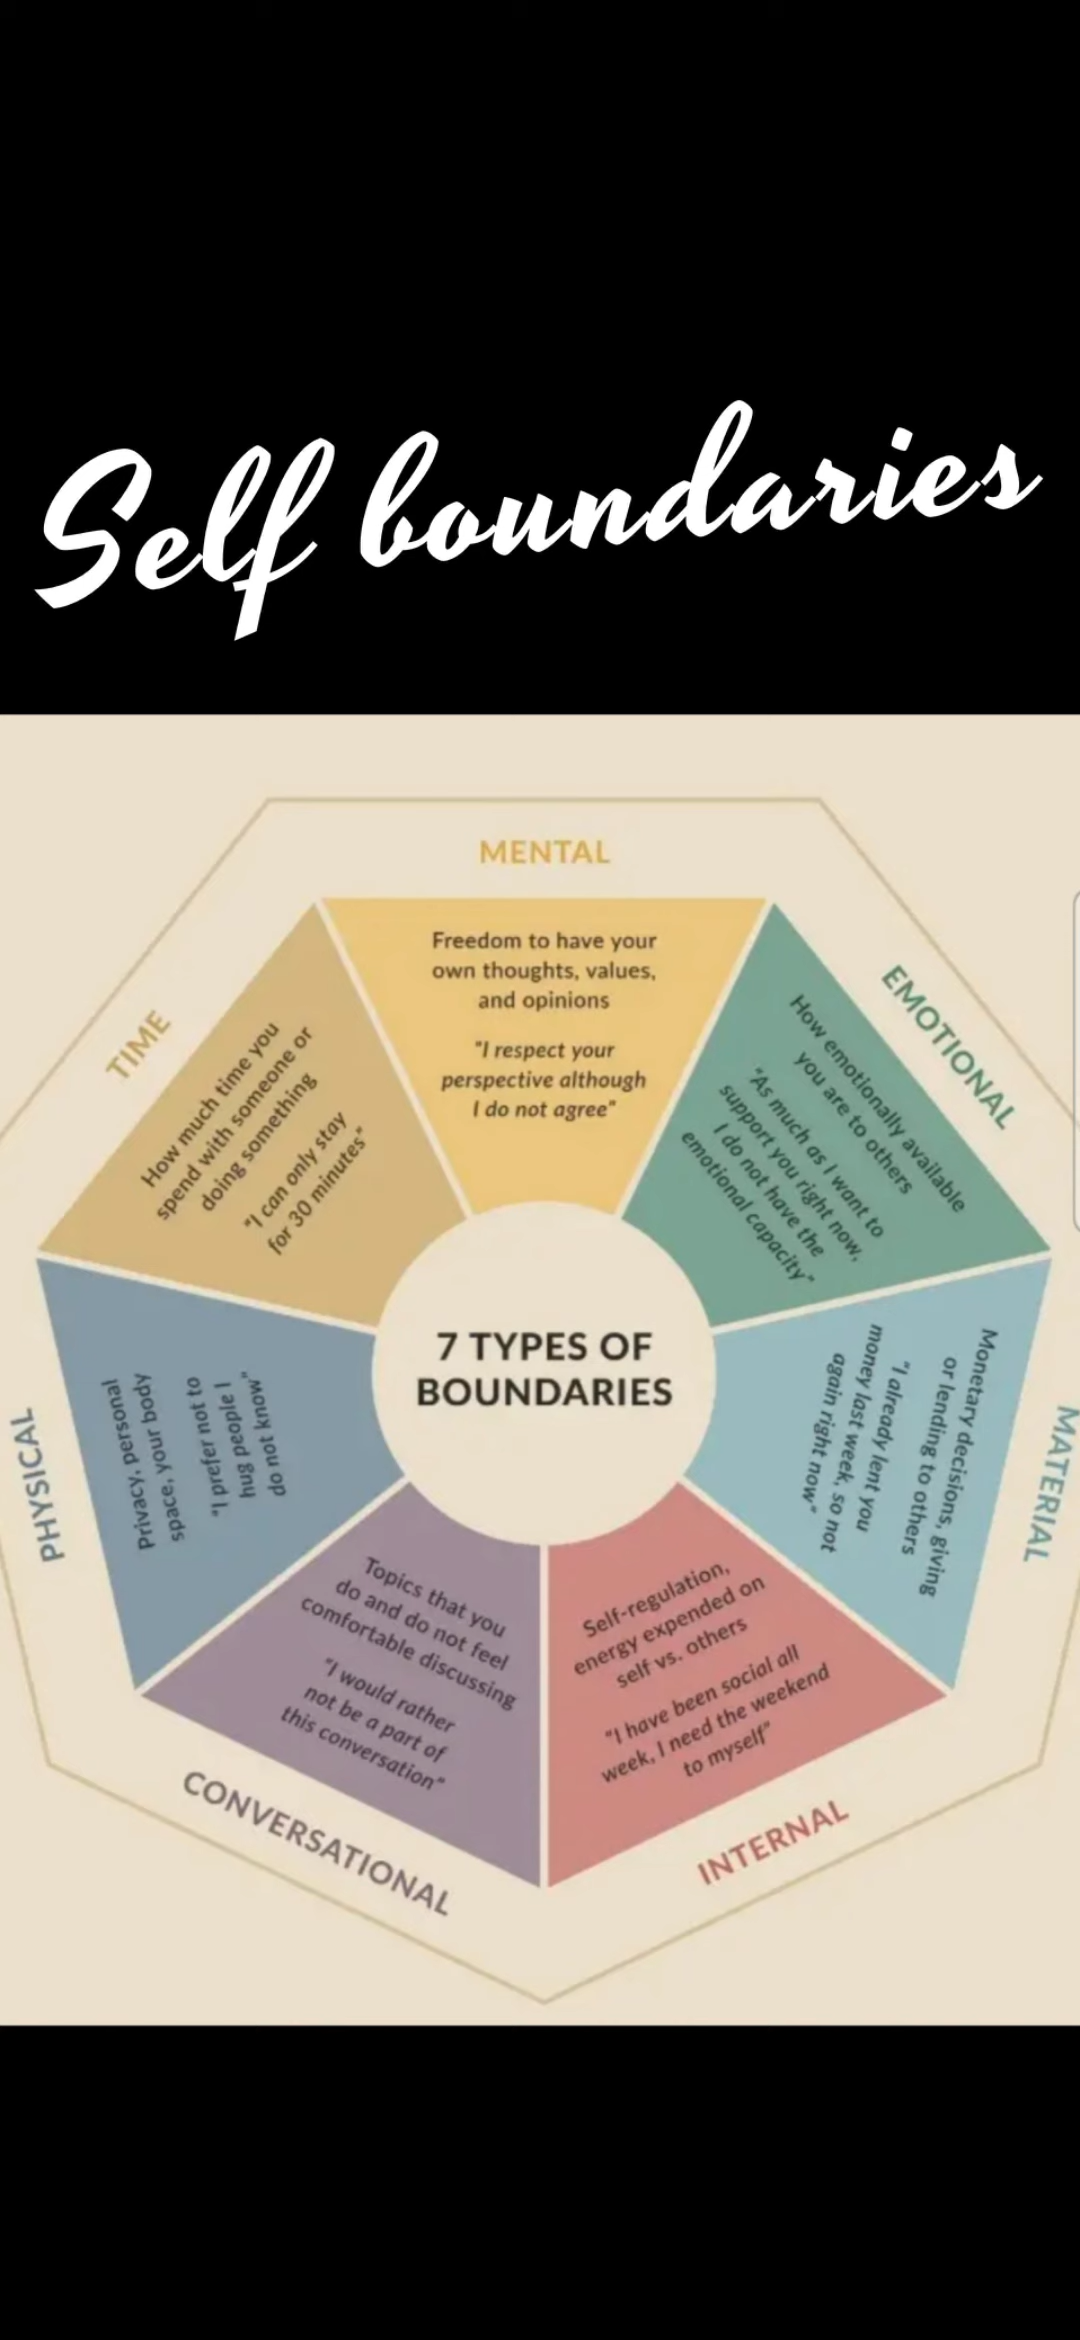 Self boundaries
MENTAL
Freedom to have your
own thoughts, values,
and opinions
"I respect your
perspective although
I do not agree"
EMOTIONAL
How emotionally available
you are to others
"As much as I want to
support you right now,
I do not have the
emotional capacity"
MATERIAL
Monetary decisions, giving
or lending to others
"I already lent you
money last week, so not
again right now"
INTERNAL
Self-regulation,
energy expended on
self vs. others
"I have been social all
week, I need the weekend
to myself"
CONVERSATIONAL
Topics that you
do and do not feel
comfortable discussing
"I would rather
not be a part of
this conversation"
PHYSICAL
Privacy, personal
space, your body
"I prefer not to
hug people I
do not know."
TIME
How much time you
spend with someone or
doing something
"I can only stay
for 30 minutes"
7 TYPES OF
BOUNDARIES